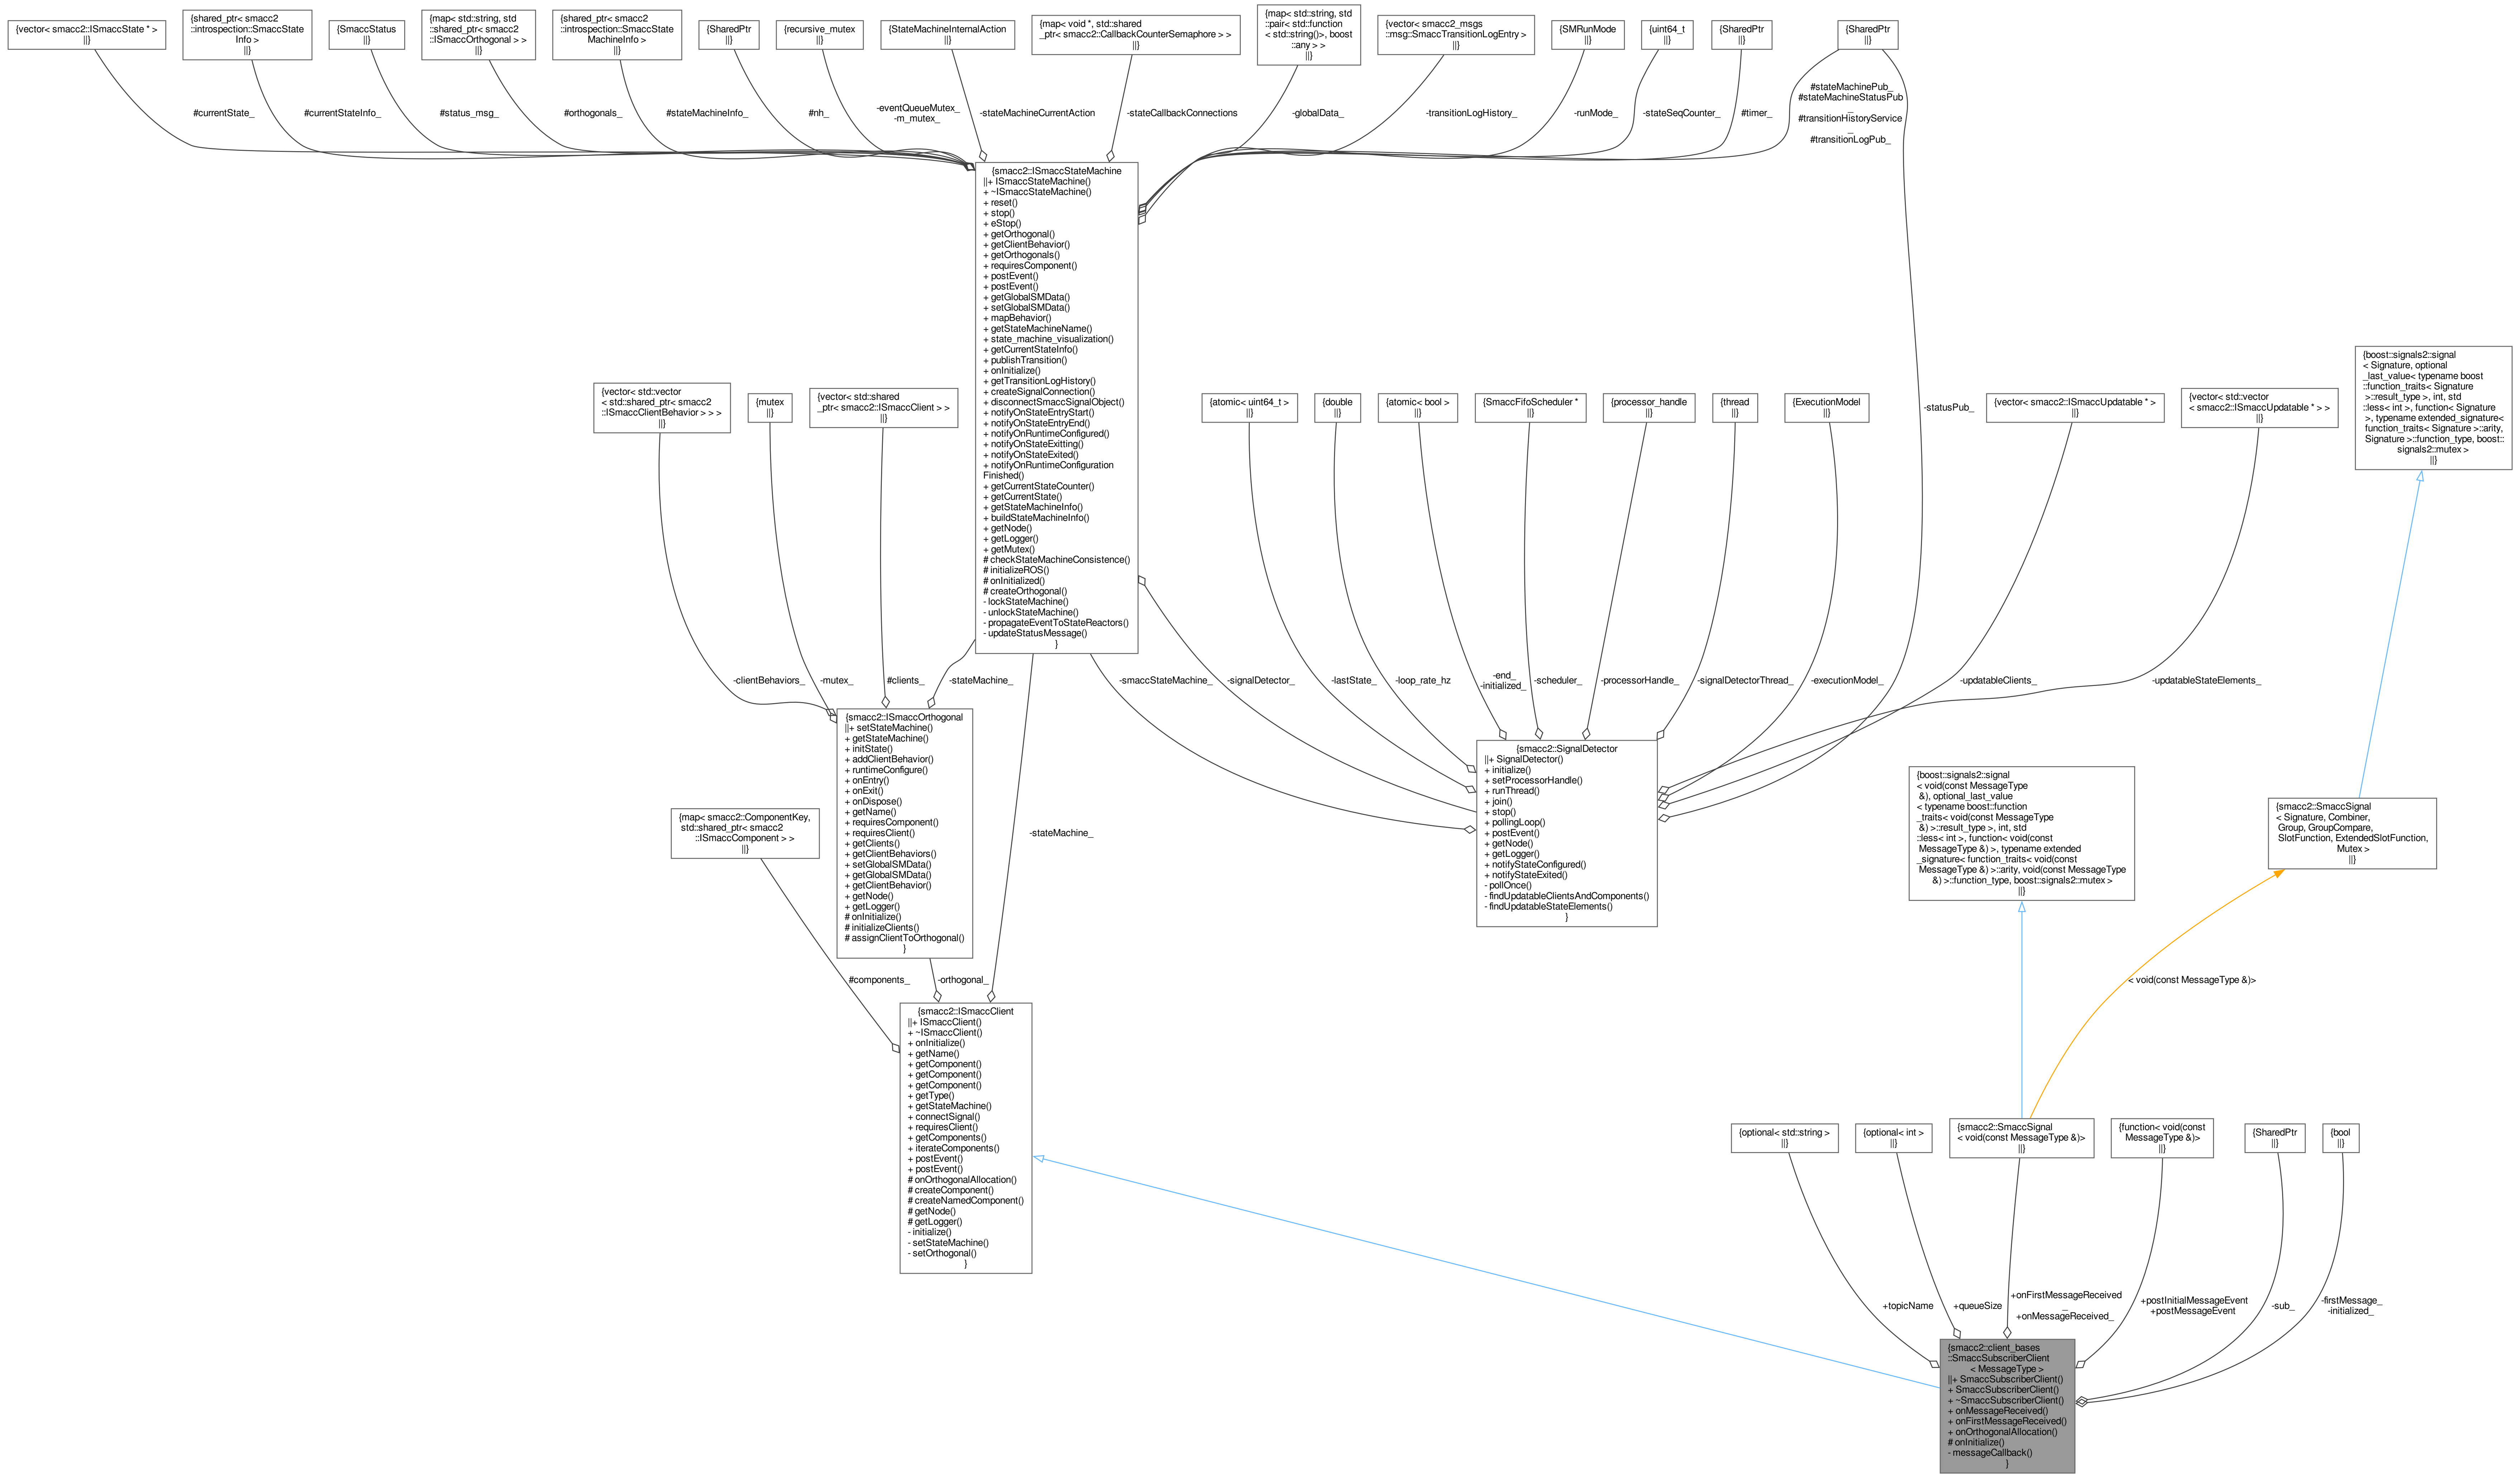 {vector< smacc2::ISmaccState * >
||}
{shared_ptr< smacc2
::introspection::SmaccState
Info >
||}
{SmaccStatus
||}
{map< std::string, std
::shared_ptr< smacc2
::ISmaccOrthogonal > >
||}
{shared_ptr< smacc2
::introspection::SmaccState
MachineInfo >
||}
{SharedPtr
||}
{recursive_mutex
||}
{StateMachineInternalAction
||}
{map< void *, std::shared
_ptr< smacc2::CallbackCounterSemaphore > >
||}
{map< std::string, std
::pair< std::function
< std::string()>, boost
::any > >
||}
{vector< smacc2_msgs
::msg::SmaccTransitionLogEntry >
||}
{SMRunMode
||}
{uint64_t
||}
{SharedPtr
||}
{SharedPtr
||}
#currentState_
#currentStateInfo_
#status_msg_
#orthogonals_
#stateMachineInfo_
#nh_
-eventQueueMutex_
-m_mutex_
-stateMachineCurrentAction
-stateCallbackConnections
-globalData_
-transitionLogHistory_
-runMode_
-stateSeqCounter_
#timer_
#stateMachinePub_
#stateMachineStatusPub
_
#transitionHistoryService
_
#transitionLogPub_
{smacc2::ISmaccStateMachine
||+ ISmaccStateMachine()
+ ~ISmaccStateMachine()
+ reset()
+ stop()
+ eStop()
+ getOrthogonal()
+ getClientBehavior()
+ getOrthogonals()
+ requiresComponent()
+ postEvent()
+ postEvent()
+ getGlobalSMData()
+ setGlobalSMData()
+ mapBehavior()
+ getStateMachineName()
+ state_machine_visualization()
+ getCurrentStateInfo()
+ publishTransition()
+ onInitialize()
+ getTransitionLogHistory()
+ createSignalConnection()
+ disconnectSmaccSignalObject()
+ notifyOnStateEntryStart()
+ notifyOnStateEntryEnd()
+ notifyOnRuntimeConfigured()
+ notifyOnStateExitting()
+ notifyOnStateExited()
+ notifyOnRuntimeConfiguration
Finished()
+ getCurrentStateCounter()
+ getCurrentState()
+ getStateMachineInfo()
+ buildStateMachineInfo()
+ getNode()
+ getLogger()
+ getMutex()
# checkStateMachineConsistence()
# initializeROS()
# onInitialized()
# createOrthogonal()
- lockStateMachine()
- unlockStateMachine()
- propagateEventToStateReactors()
- updateStatusMessage()
}
{vector< std::vector
< std::shared_ptr< smacc2
::ISmaccClientBehavior > > >
||}
{mutex
||}
{vector< std::shared
_ptr< smacc2::ISmaccClient > >
||}
{atomic< uint64_t >
||}
{double
||}
{atomic< bool >
||}
{SmaccFifoScheduler *
||}
{processor_handle
||}
{thread
||}
{ExecutionModel
||}
-statusPub_
{vector< smacc2::ISmaccUpdatable * >
||}
{vector< std::vector
< smacc2::ISmaccUpdatable * > >
||}
{boost::signals2::signal
< Signature, optional
_last_value< typename boost
::function_traits< Signature
>::result_type >, int, std
::less< int >, function< Signature
>, typename extended_signature<
function_traits< Signature >::arity,
Signature >::function_type, boost::
signals2::mutex >
||}
-clientBehaviors_
-mutex_
#clients_
-stateMachine_
-smaccStateMachine_
-signalDetector_
-lastState_
-loop_rate_hz
-end_
-initialized_
-scheduler_
-processorHandle_
-signalDetectorThread_
-executionModel_
-updatableClients_
-updatableStateElements_
{smacc2::ISmaccOrthogonal
||+ setStateMachine()
+ getStateMachine()
+ initState()
+ addClientBehavior()
+ runtimeConfigure()
+ onEntry()
+ onExit()
+ onDispose()
+ getName()
+ requiresComponent()
+ requiresClient()
+ getClients()
+ getClientBehaviors()
+ setGlobalSMData()
+ getGlobalSMData()
+ getClientBehavior()
+ getNode()
+ getLogger()
# onInitialize()
# initializeClients()
# assignClientToOrthogonal()
}
{smacc2::SignalDetector
||+ SignalDetector()
+ initialize()
+ setProcessorHandle()
+ runThread()
+ join()
+ stop()
+ pollingLoop()
+ postEvent()
+ getNode()
+ getLogger()
+ notifyStateConfigured()
+ notifyStateExited()
- pollOnce()
- findUpdatableClientsAndComponents()
- findUpdatableStateElements()
}
{boost::signals2::signal
< void(const MessageType
&), optional_last_value
< typename boost::function
_traits< void(const MessageType
&) >::result_type >, int, std
::less< int >, function< void(const
MessageType &) >, typename extended
_signature< function_traits< void(const
MessageType &) >::arity, void(const MessageType
&) >::function_type, boost::signals2::mutex >
||}
{smacc2::SmaccSignal
< Signature, Combiner,
Group, GroupCompare,
SlotFunction, ExtendedSlotFunction,
Mutex >
||}
{map< smacc2::ComponentKey,
std::shared_ptr< smacc2
::ISmaccComponent > >
||}
-stateMachine_
#components_
-orthogonal_
< void(const MessageType &)>
{smacc2::ISmaccClient
||+ ISmaccClient()
+ ~ISmaccClient()
+ onInitialize()
+ getName()
+ getComponent()
+ getComponent()
+ getComponent()
+ getType()
+ getStateMachine()
+ connectSignal()
+ requiresClient()
+ getComponents()
+ iterateComponents()
+ postEvent()
+ postEvent()
# onOrthogonalAllocation()
# createComponent()
# createNamedComponent()
# getNode()
# getLogger()
- initialize()
- setStateMachine()
- setOrthogonal()
}
{optional< std::string >
||}
{optional< int >
||}
{smacc2::SmaccSignal
< void(const MessageType &)>
||}
{function< void(const
MessageType &)>
||}
{SharedPtr
||}
{bool
||}
+topicName
+queueSize
+onFirstMessageReceived
_
+onMessageReceived_
+postInitialMessageEvent
+postMessageEvent
-sub_
-firstMessage_
-initialized_
{smacc2::client_bases
::SmaccSubscriberClient
< MessageType >
||+ SmaccSubscriberClient()
+ SmaccSubscriberClient()
+ ~SmaccSubscriberClient()
+ onMessageReceived()
+ onFirstMessageReceived()
+ onOrthogonalAllocation()
# onInitialize()
- messageCallback()
}